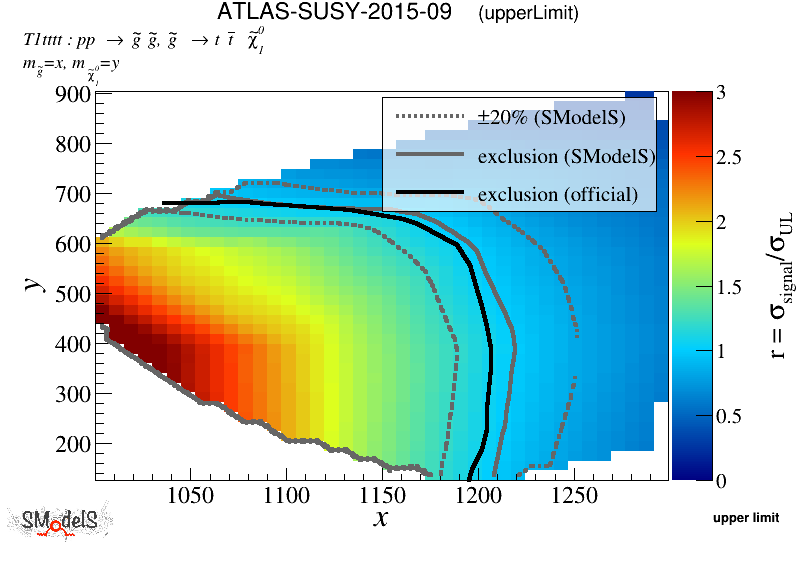 ATLAS-SUSY-2015-09 (upperLimit)
T1tttt : pp → g̃ g̃, g̃ → t t̄ χ̃₁⁰
m_g̃=x, m_χ̃₁⁰=y
900
800
700
600
500
400
300
200
y
±20% (SModelS)
exclusion (SModelS)
exclusion (official)
3
2.5
2
1.5
1
0.5
0
r = σ_signal/σ_UL
1050
1100
1150
1200
1250
x
SModelS
upper limit